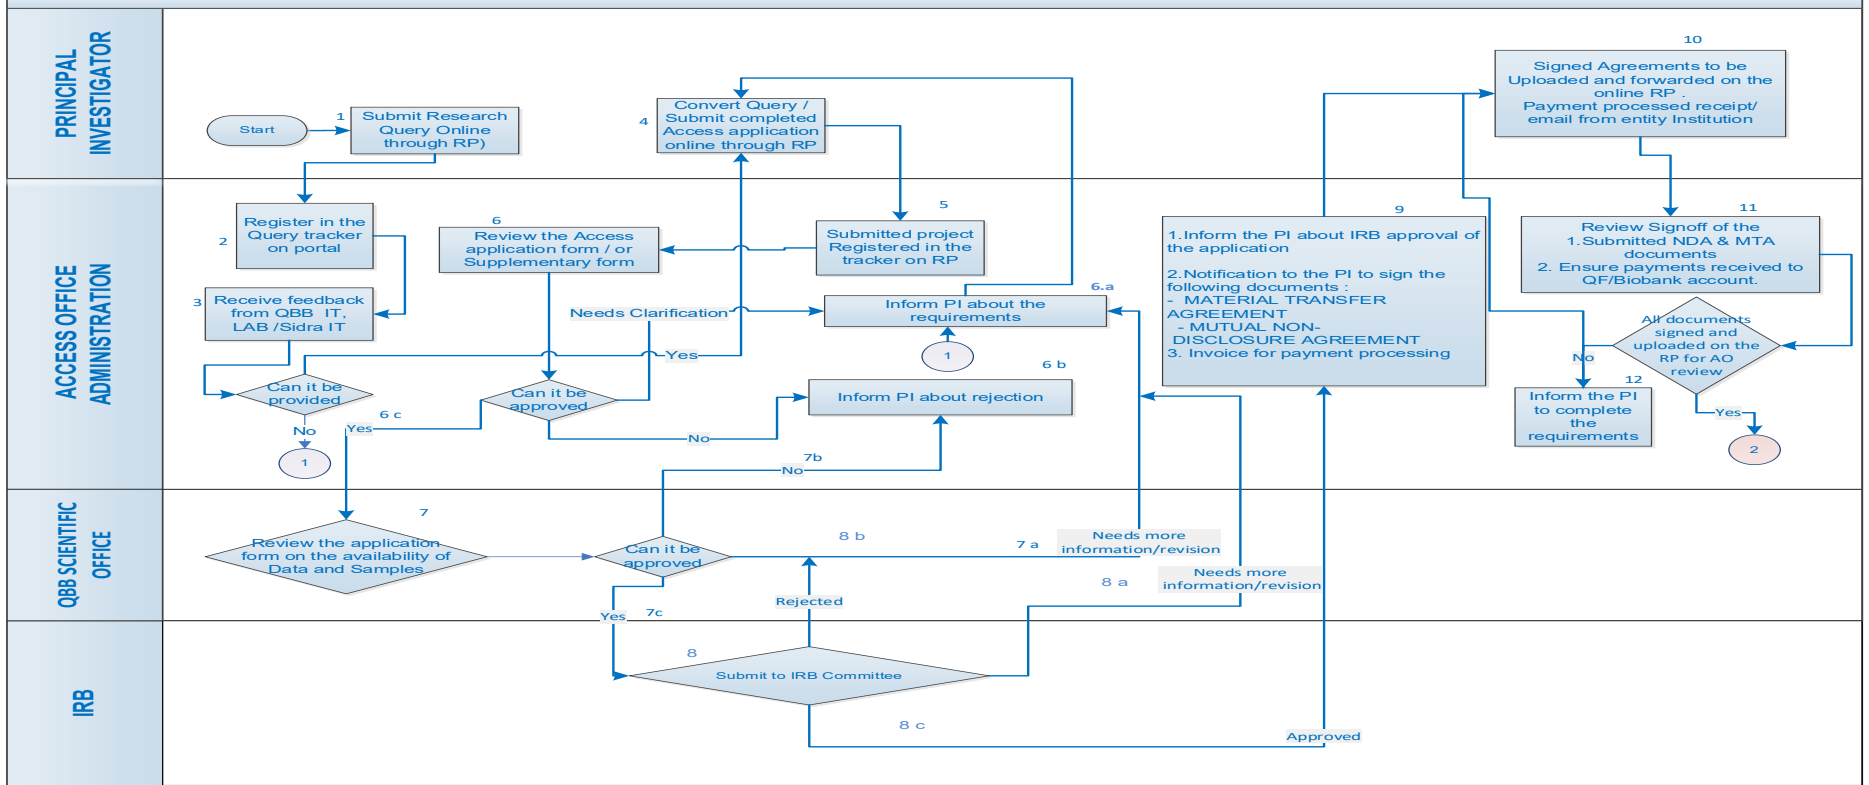 PRINCIPAL
INVESTIGATOR
Start
1
Submit Research
Query Online
through RP)
4
Convert Query /
Submit completed
Access application
online through RP
10
Signed Agreements to be
Uploaded and forwarded on the
online RP .
Payment processed receipt/
email from entity Institution
ACCESS OFFICE
ADMINISTRATION
2
Register in the
Query tracker
on portal
3
Receive feedback
from QBB IT,
LAB /Sidra IT
Can it be
provided
No
1
Yes
6
Review the Access
application form / or
Supplementary form
5
Submitted project
Registered in the
tracker on RP
Needs Clarification
6.a
Inform PI about the
requirements
1
Can it be
approved
6 c
Yes
No
6 b
Inform PI about rejection
7b
No
9
1.Inform the PI about IRB approval of
the application
2.Notification to the PI to sign the
following documents :
- MATERIAL TRANSFER
AGREEMENT
- MUTUAL NON-
DISCLOSURE AGREEMENT
3. Invoice for payment processing
11
Review Signoff of the
1.Submitted NDA & MTA
documents
2. Ensure payments received to
QF/Biobank account.
All documents
signed and
uploaded on the
RP for AO
review
No
12
Inform the PI
to complete
the
requirements
Yes
2
QBB SCIENTIFIC
OFFICE
7
Review the application
form on the availability of
Data and Samples
Can it be
approved
8 b
7 a
Needs more
information/revision
8 a
Needs more
information/revision
Rejected
Yes
7c
IRB
8
Submit to IRB Committee
8 c
Approved